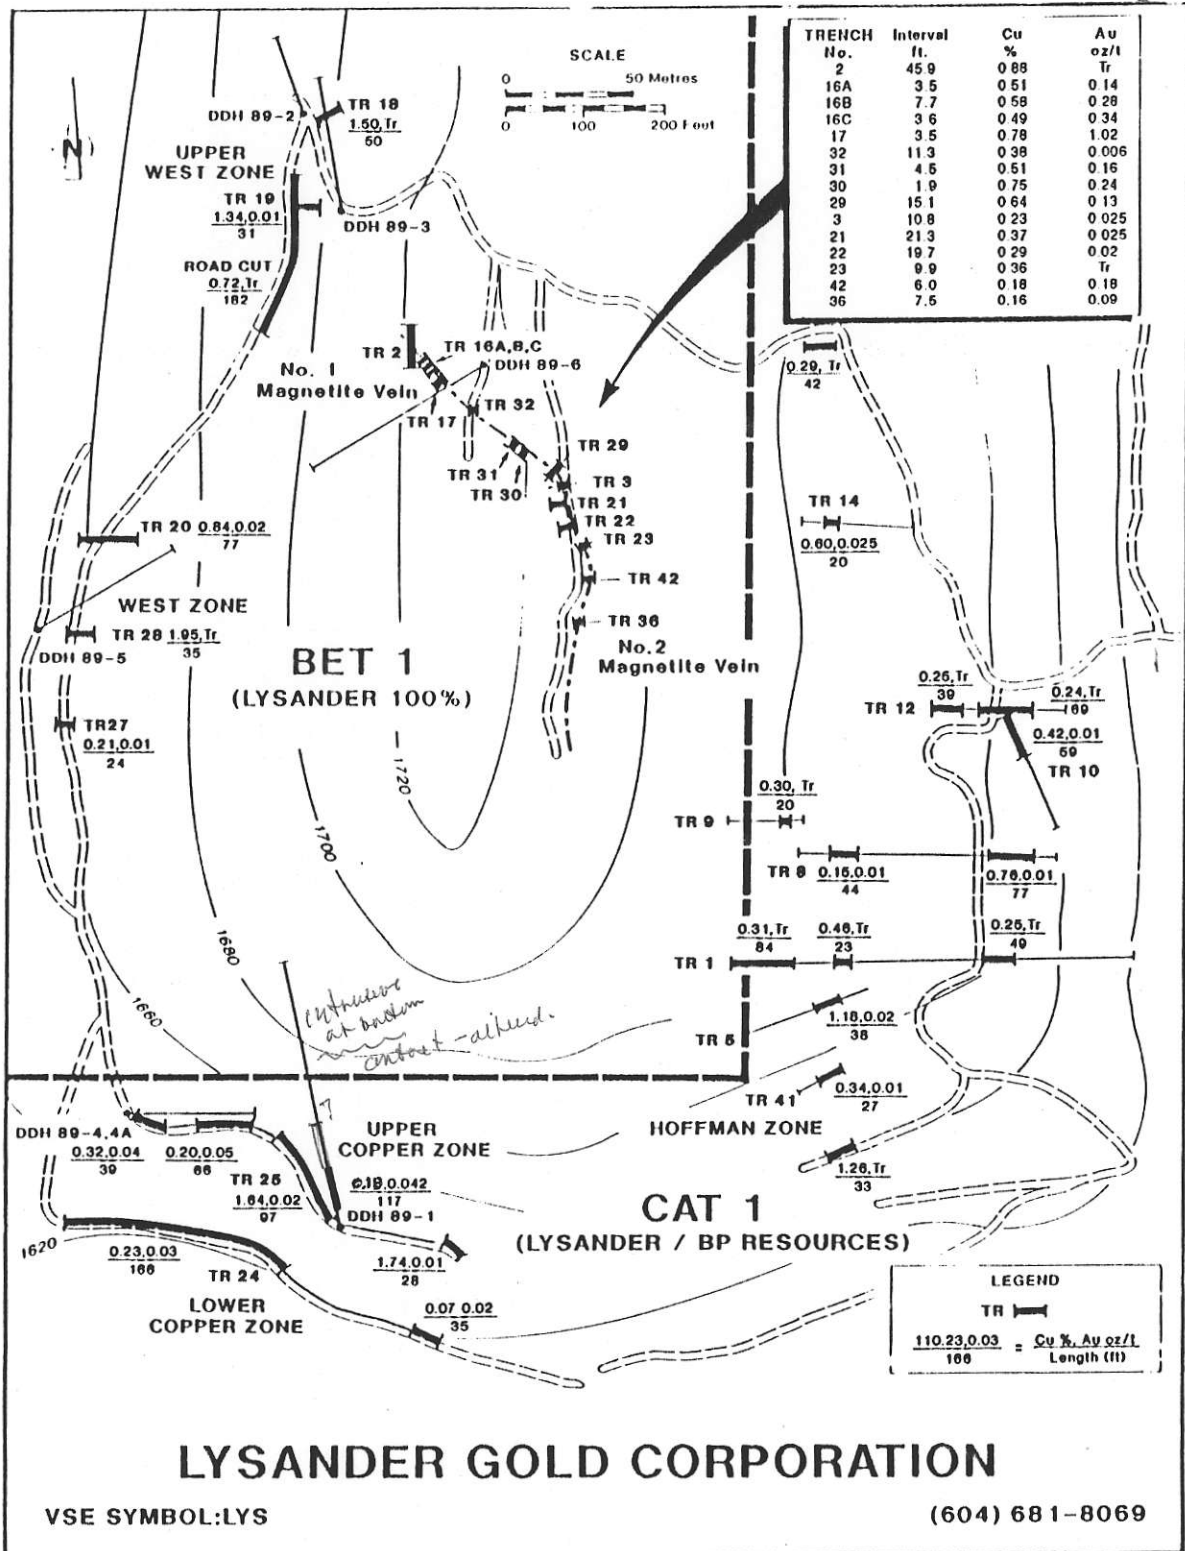 SCALE
0 50 Metres
0 100 200 Feet
TRENCH Interval Cu Au
No. ft. % oz/t
2 45.9 0.88 Tr
16A 3.5 0.51 0.14
16B 7.7 0.58 0.28
16C 3.6 0.49 0.34
17 3.5 0.78 1.02
32 11.3 0.38 0.006
31 4.5 0.51 0.16
30 1.9 0.75 0.24
29 15.1 0.64 0.13
3 10.8 0.23 0.025
21 21.3 0.37 0.025
22 19.7 0.29 0.02
23 9.9 0.36 Tr
42 6.0 0.18 0.18
36 7.5 0.16 0.09
N
DDH 89-2
TR 18
1.50,Tr
50
UPPER
WEST ZONE
TR 19
1.34,0.01
31
DDH 89-3
ROAD CUT
0.72,Tr
182
TR 2
TR 16A,B,C
DDH 89-6
No. 1
Magnetite Vein
TR 17
TR 32
TR 31
TR 30
TR 29
TR 3
TR 21
TR 22
TR 23
TR 42
TR 36
No.2
Magnetite Vein
0.29, Tr
42
TR 14
0.60,0.025
20
TR 20 0.84,0.02
77
WEST ZONE
TR 28 1.95,Tr
35
DDH 89-5
BET 1
(LYSANDER 100%)
TR27
0.21,0.01
24
TR 12
0.25,Tr
39
0.24,Tr
69
0.42,0.01
59
TR 10
1720
1700
1680
1660
TR 9
0.30, Tr
20
TR 8
0.15,0.01
44
0.76,0.01
77
TR 1
0.31,Tr
84
0.46,Tr
23
0.25,Tr
49
intrusive
at bottom
contact - altered.
TR 5
1.18,0.02
38
TR 41
0.34,0.01
27
HOFFMAN ZONE
1.26,Tr
33
DDH 89-4,4A
0.32,0.04
39
0.20,0.05
66
UPPER
COPPER ZONE
TR 25
1.64,0.02
97
0.19,0.042
117
DDH 89-1
1.74,0.01
28
CAT 1
(LYSANDER / BP RESOURCES)
1620
0.23,0.03
166
TR 24
LOWER
COPPER ZONE
0.07 0.02
35
LEGEND
TR
110.23,0.03 = Cu %, Au oz/t
166 Length (ft)
LYSANDER GOLD CORPORATION
VSE SYMBOL:LYS
(604) 681-8069